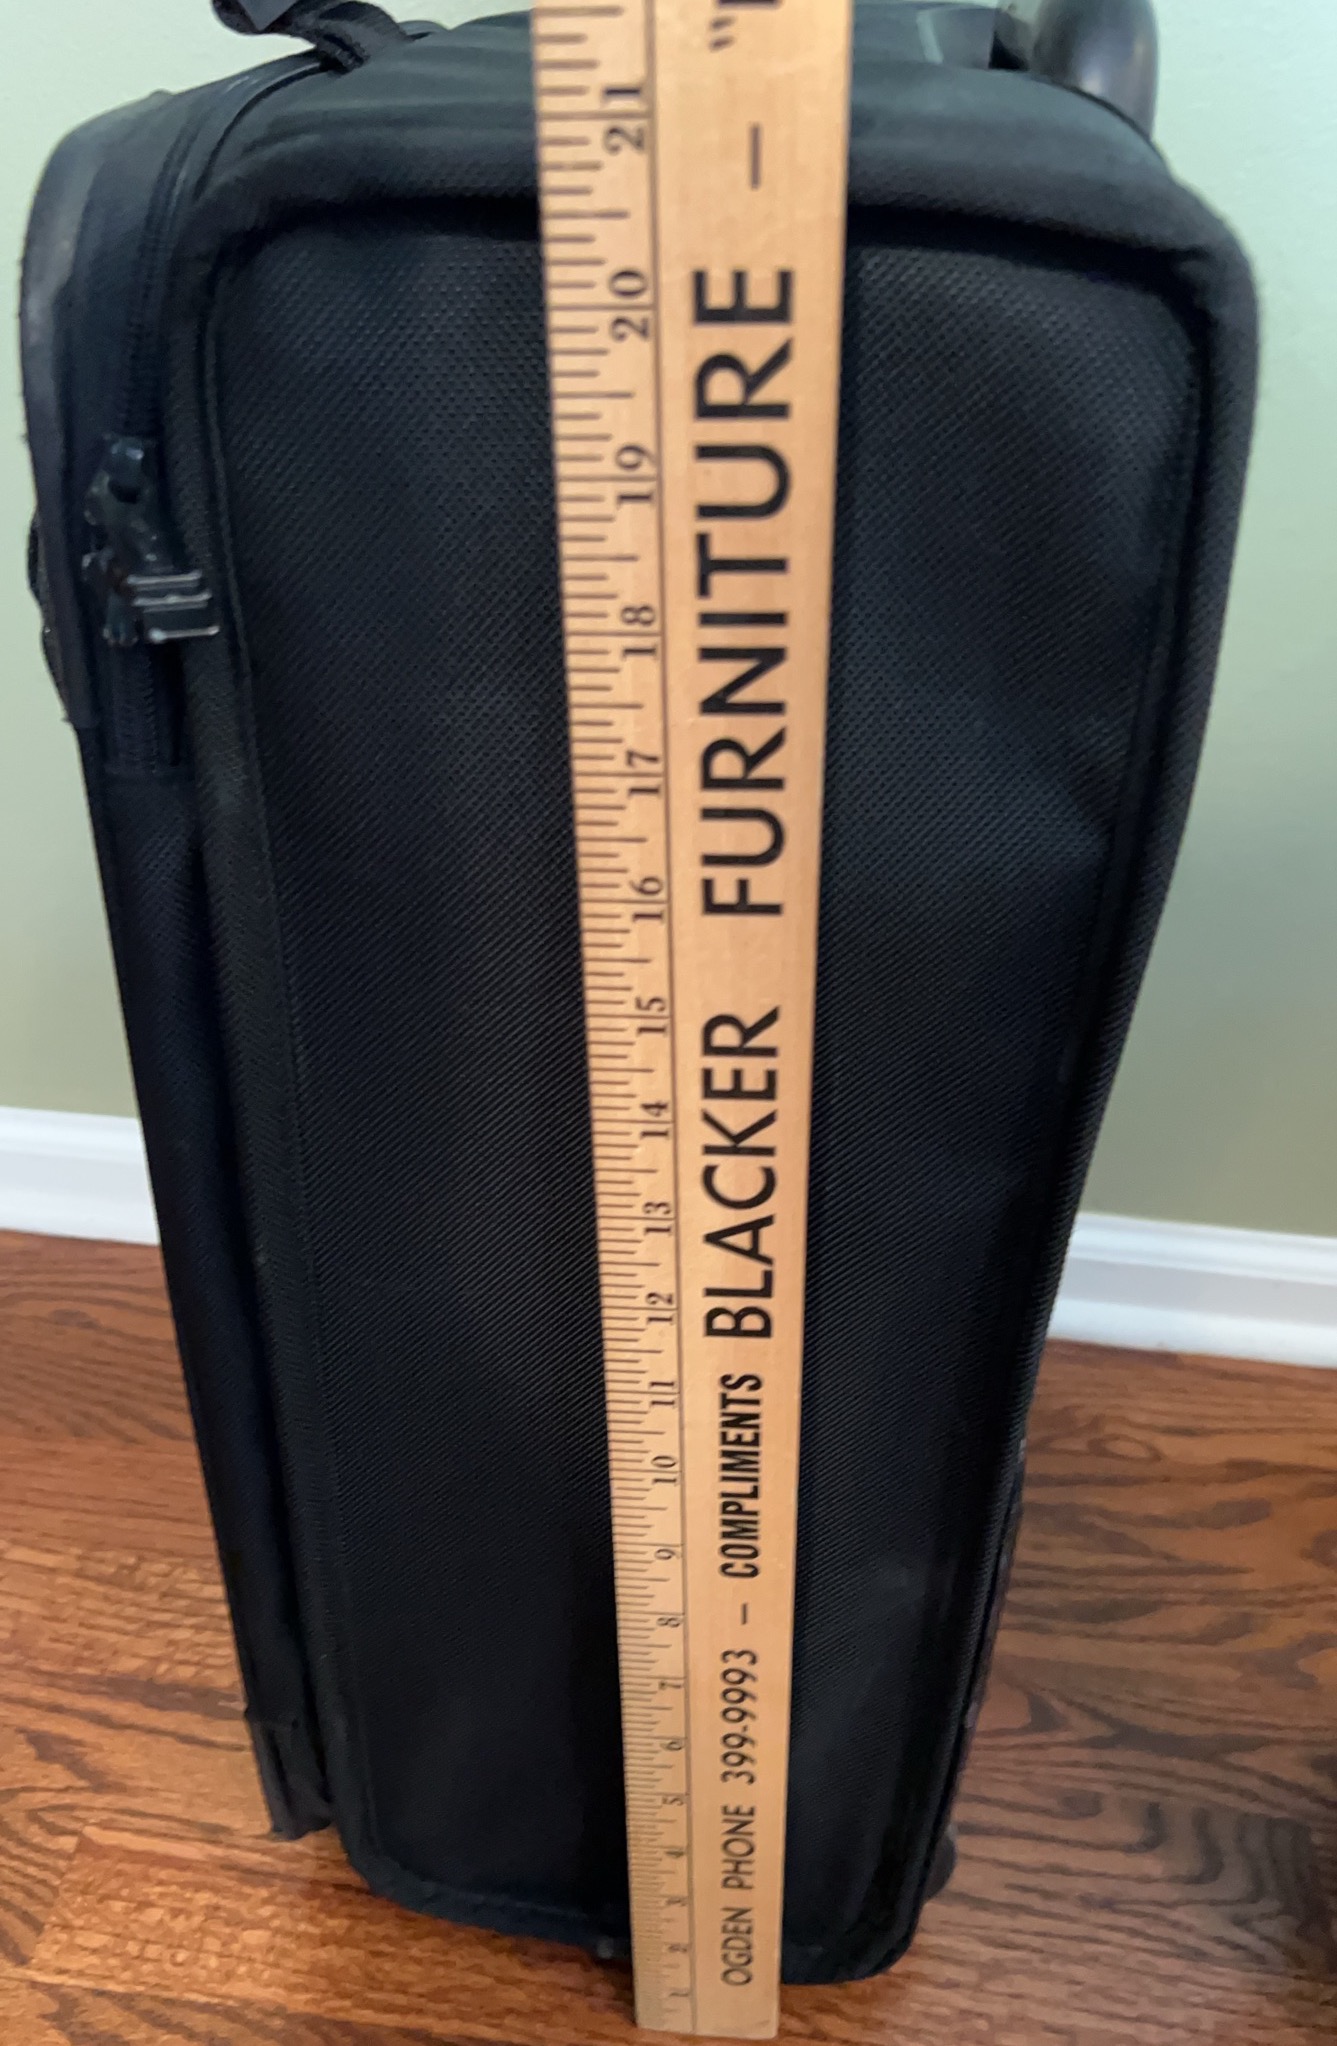 OGDEN PHONE 399-9993 – COMPLIMENTS BLACKER FURNITURE – "
1 2 3 4 5 6 7 8 9 10 11 12 13 14 15 16 17 18 19 20 21